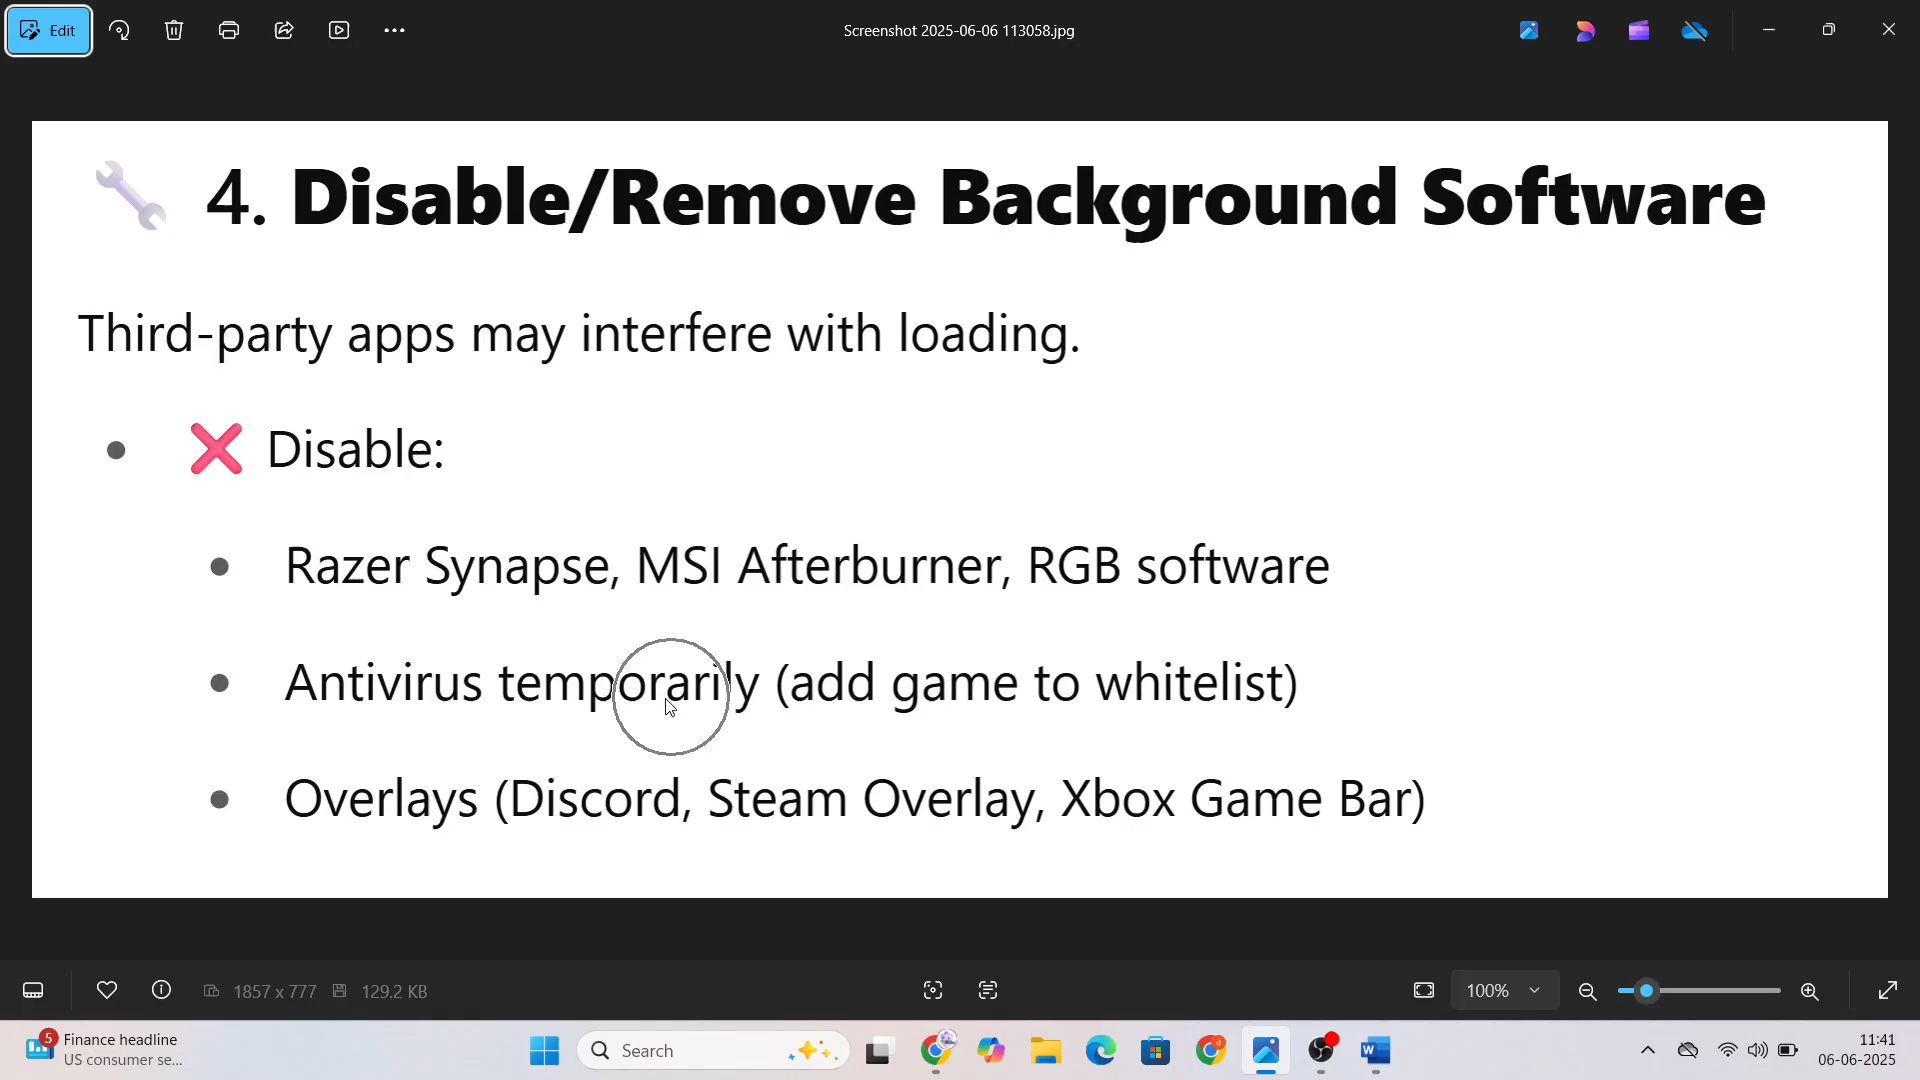 Edit
Screenshot 2025-06-06 113058.jpg
4. Disable/Remove Background Software
Third-party apps may interfere with loading.
• ❌ Disable:
• Razer Synapse, MSI Afterburner, RGB software
• Antivirus temporarily (add game to whitelist)
• Overlays (Discord, Steam Overlay, Xbox Game Bar)
1857 x 777 129.2 KB 100%
5 Finance headline
US consumer se...
Search
11:41
06-06-2025